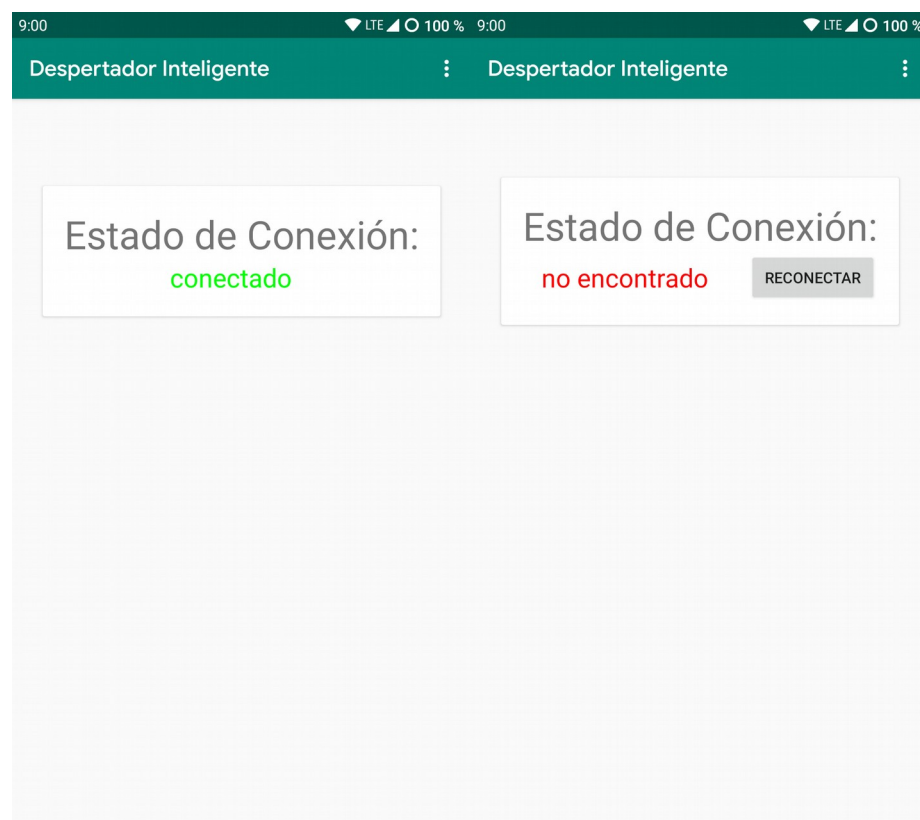 9:00 LTE 100 %
Despertador Inteligente
Estado de Conexión:
conectado
9:00 LTE 100 %
Despertador Inteligente
Estado de Conexión:
no encontrado RECONECTAR